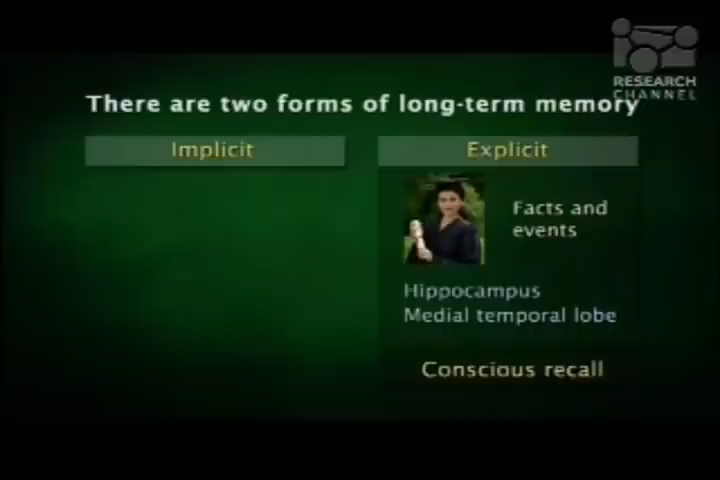 RESEARCH
CHANNEL
There are two forms of long-term memory
Implicit
Explicit
Facts and
events
Hippocampus
Medial temporal lobe
Conscious recall